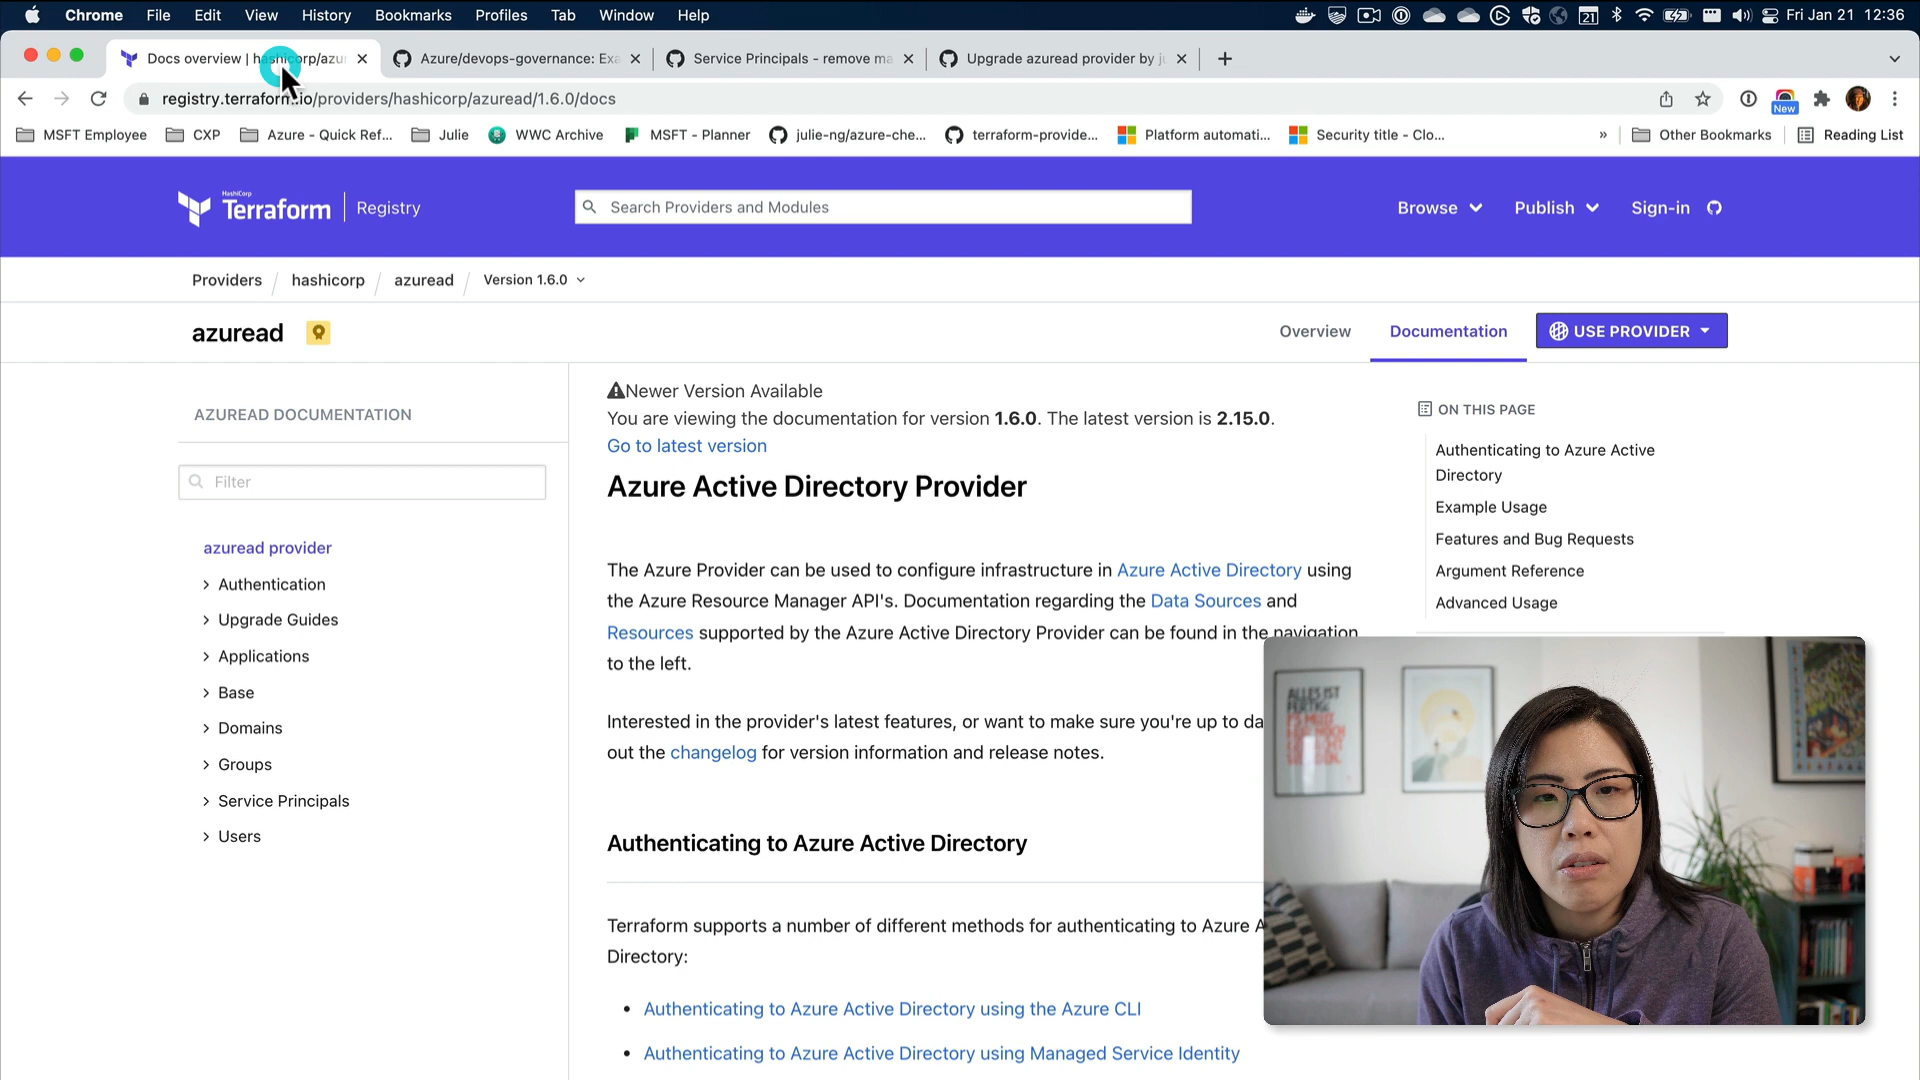 Chrome File Edit View History Bookmarks Profiles Tab Window Help
21 Fri Jan 21 12:36
Docs overview | hashicorp/azu
Azure/devops-governance: Exa
Service Principals - remove ma
Upgrade azuread provider by ju
registry.terraform.io/providers/hashicorp/azuread/1.6.0/docs
New
MSFT Employee CXP Azure - Quick Ref... Julie WWC Archive MSFT - Planner julie-ng/azure-che... terraform-provide... Platform automati... Security title - Clo... » Other Bookmarks Reading List
HashiCorp
Terraform Registry
Search Providers and Modules
Browse Publish Sign-in
Providers / hashicorp / azuread / Version 1.6.0
azuread
Overview Documentation USE PROVIDER
AZUREAD DOCUMENTATION
Filter
azuread provider
Authentication
Upgrade Guides
Applications
Base
Domains
Groups
Service Principals
Users
Newer Version Available
You are viewing the documentation for version 1.6.0. The latest version is 2.15.0.
Go to latest version
Azure Active Directory Provider
The Azure Provider can be used to configure infrastructure in Azure Active Directory using
the Azure Resource Manager API's. Documentation regarding the Data Sources and
Resources supported by the Azure Active Directory Provider can be found in the navigation
to the left.
Interested in the provider's latest features, or want to make sure you're up to da
out the changelog for version information and release notes.
Authenticating to Azure Active Directory
Terraform supports a number of different methods for authenticating to Azure A
Directory:
• Authenticating to Azure Active Directory using the Azure CLI
• Authenticating to Azure Active Directory using Managed Service Identity
ON THIS PAGE
Authenticating to Azure Active
Directory
Example Usage
Features and Bug Requests
Argument Reference
Advanced Usage
ALLES IST
FERTIG